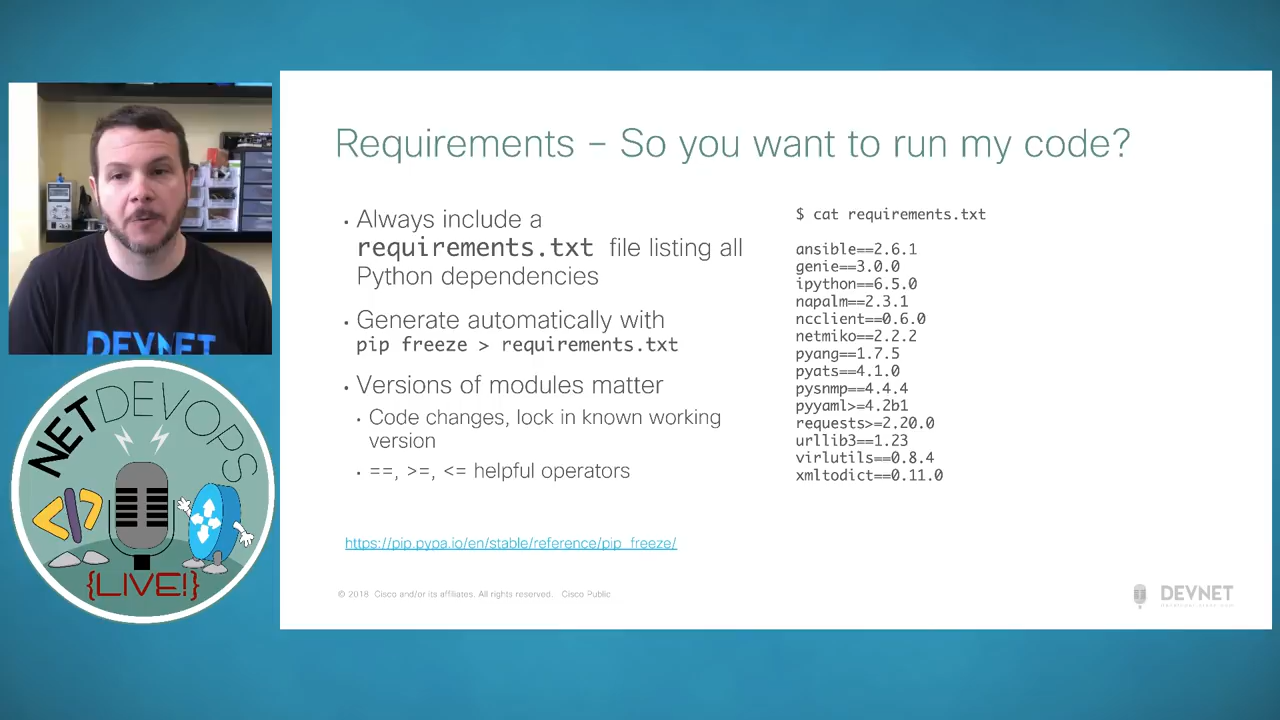 Requirements – So you want to run my code?
• Always include a
requirements.txt file listing all
Python dependencies
• Generate automatically with
pip freeze > requirements.txt
• Versions of modules matter
• Code changes, lock in known working
version
• ==, >=, <= helpful operators
https://pip.pypa.io/en/stable/reference/pip_freeze/
$ cat requirements.txt
ansible==2.6.1
genie==3.0.0
ipython==6.5.0
napalm==2.3.1
ncclient==0.6.0
netmiko==2.2.2
pyang==1.7.5
pyats==4.1.0
pysnmp==4.4.4
pyyaml>=4.2b1
requests>=2.20.0
urllib3==1.23
virlutils==0.8.4
xmltodict==0.11.0
© 2018 Cisco and/or its affiliates. All rights reserved. Cisco Public
DEVNET
DEVNET
NETDEVOPS
</>
{LIVE!}